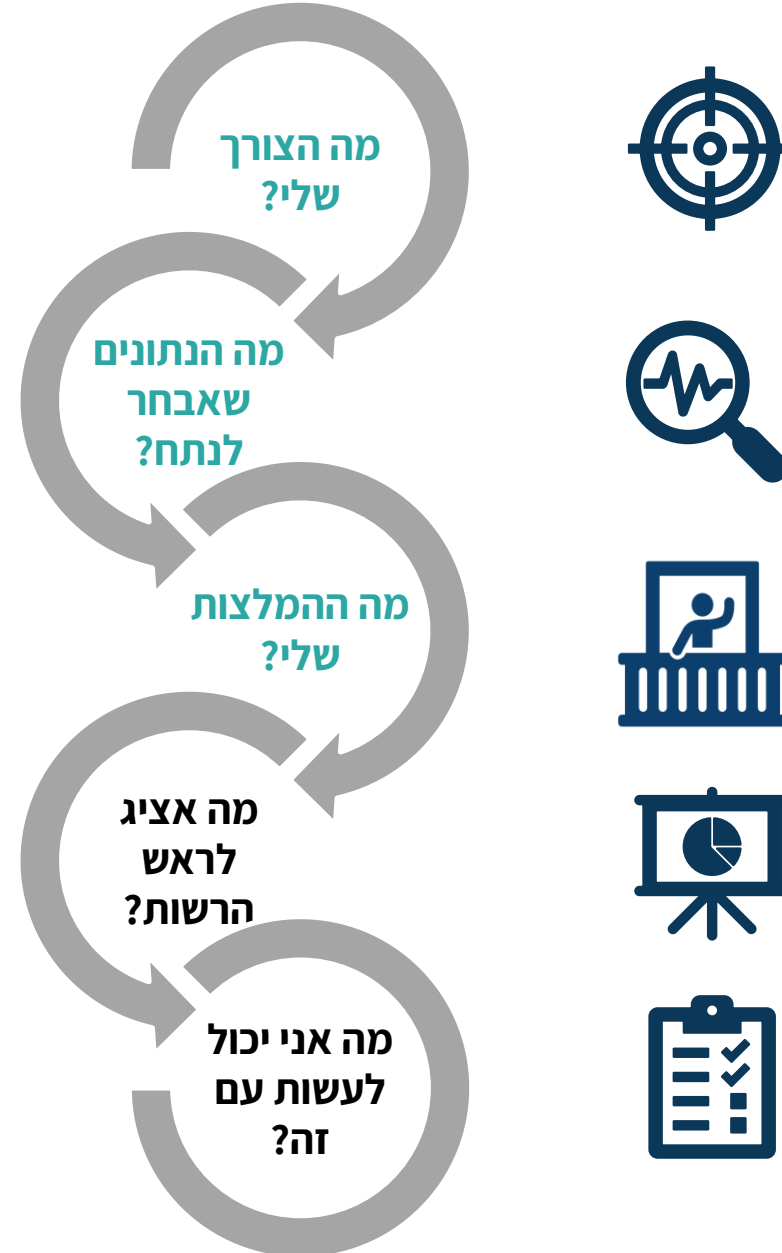 מה הצורך
שלי?
מה הנתונים
שאבחר
לנתח?
מה ההמלצות
שלי?
מה אציג
לראש
הרשות?
מה אני יכול
לעשות עם
זה?